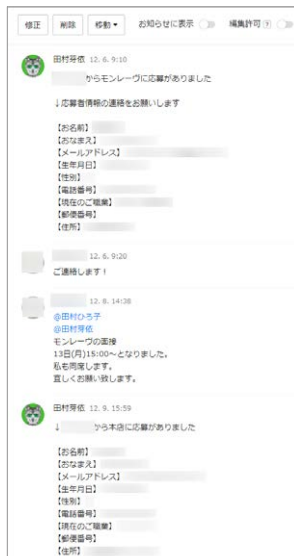 修正 削除 移動▼ お知らせに表示 編集許可 ?
田村芽依 12. 6. 9:10
からモンレーヴに応募がありました
↓応募者情報の連絡をお願いします
【お名前】
【おなまえ】
【メールアドレス】
【生年月日】
【性別】
【電話番号】
【現在のご職業】
【郵便番号】
【住所】
12. 6. 9:20
ご連絡します！
12. 8. 14:38
@田村ひろ子
@田村芽依
モンレーヴの面接
13日(月)15:00～となりました。
私も同席します。
宜しくお願い致します。
田村芽依 12. 9. 15:59
↓ から本店に応募がありました
【お名前】
【おなまえ】
【メールアドレス】
【生年月日】
【性別】
【電話番号】
【現在のご職業】
【郵便番号】
【住所】